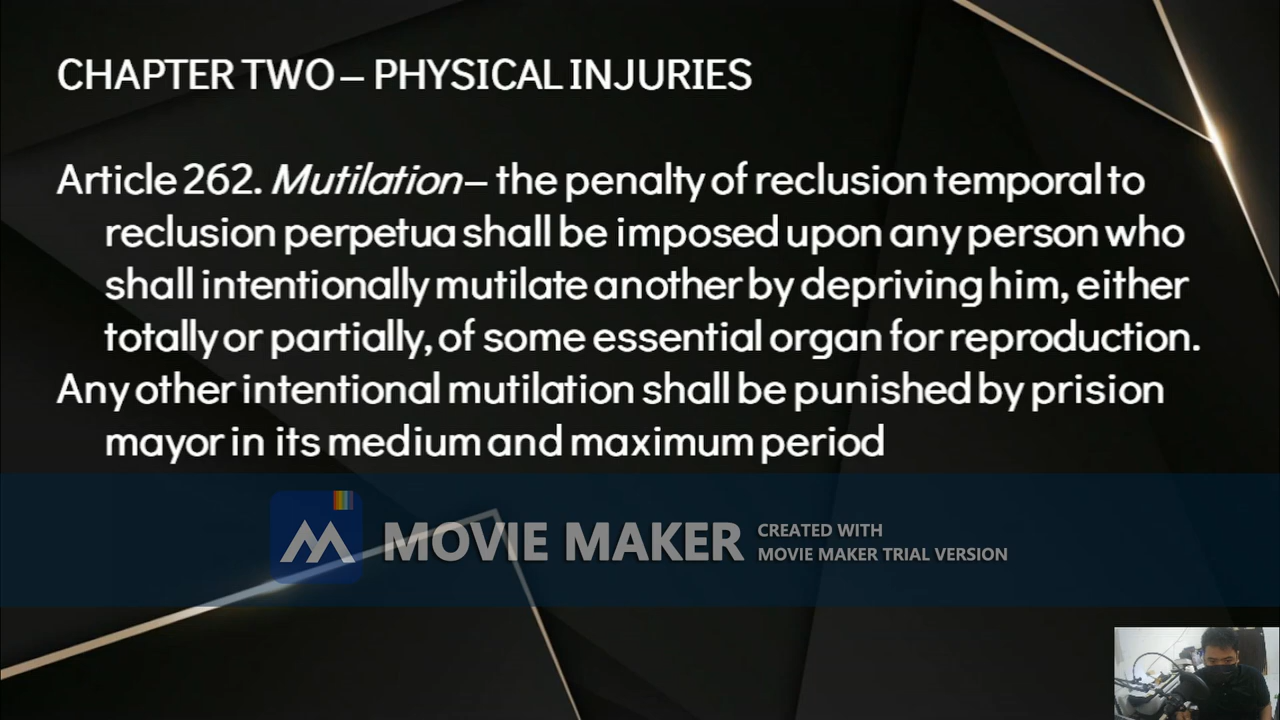 CHAPTER TWO – PHYSICAL INJURIES
Article 262. Mutilation – the penalty of reclusion temporal to
reclusion perpetua shall be imposed upon any person who
shall intentionally mutilate another by depriving him, either
totally or partially, of some essential organ for reproduction.
Any other intentional mutilation shall be punished by prision
mayor in its medium and maximum period
MOVIE MAKER
CREATED WITH
MOVIE MAKER TRIAL VERSION